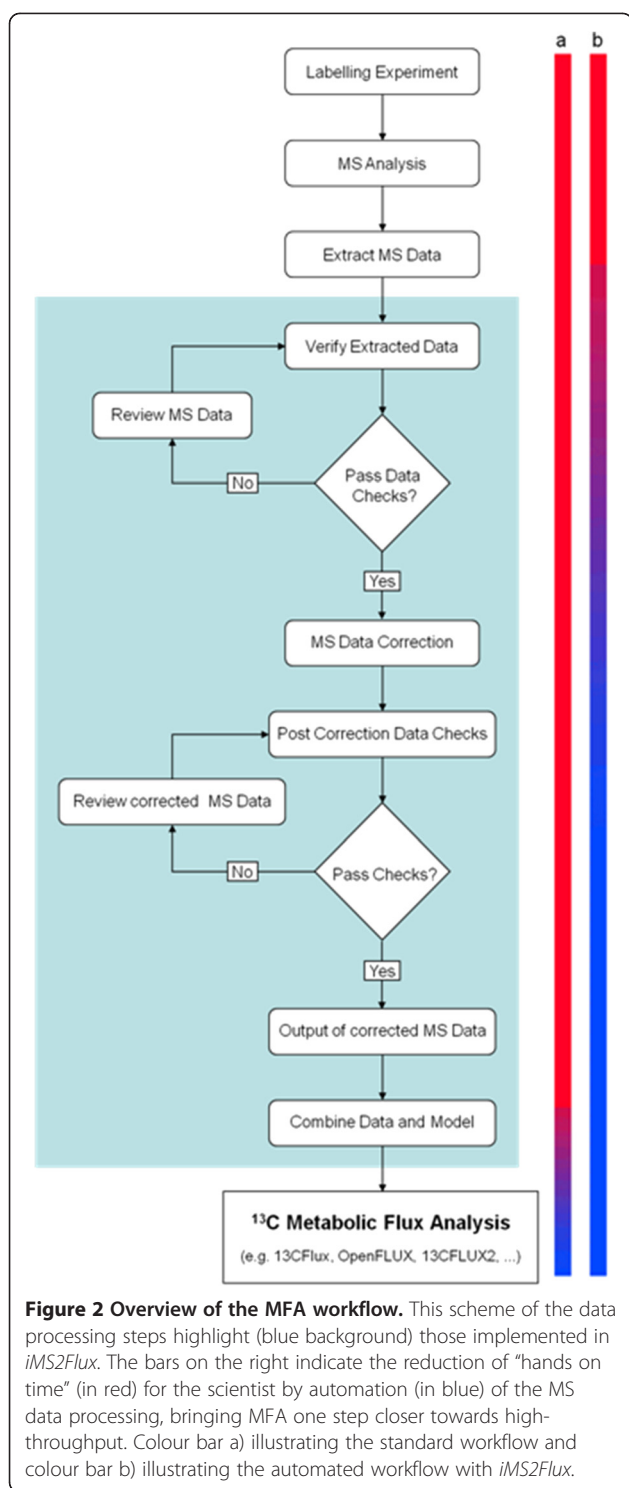 a b
Labelling Experiment
MS Analysis
Extract MS Data
Verify Extracted Data
Review MS Data
Pass Data
Checks?
No
Yes
MS Data Correction
Post Correction Data Checks
Review corrected MS Data
Pass Checks?
No
Yes
Output of corrected MS Data
Combine Data and Model
¹³C Metabolic Flux Analysis
(e.g. 13CFlux, OpenFLUX, 13CFLUX2, ...)
Figure 2 Overview of the MFA workflow. This scheme of the data
processing steps highlight (blue background) those implemented in
iMS2Flux. The bars on the right indicate the reduction of "hands on
time" (in red) for the scientist by automation (in blue) of the MS
data processing, bringing MFA one step closer towards high-
throughput. Colour bar a) illustrating the standard workflow and
colour bar b) illustrating the automated workflow with iMS2Flux.